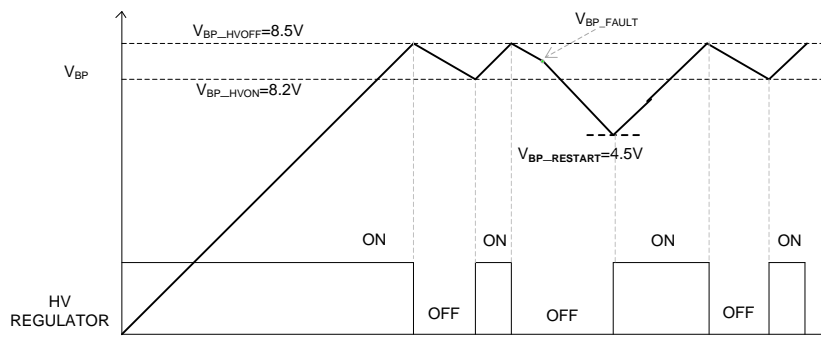 V_BP_FAULT
V_BP_HVOFF=8.5V
V_BP
V_BP_HVON=8.2V
V_BP_RESTART=4.5V
ON ON ON ON
HV
REGULATOR
OFF OFF OFF